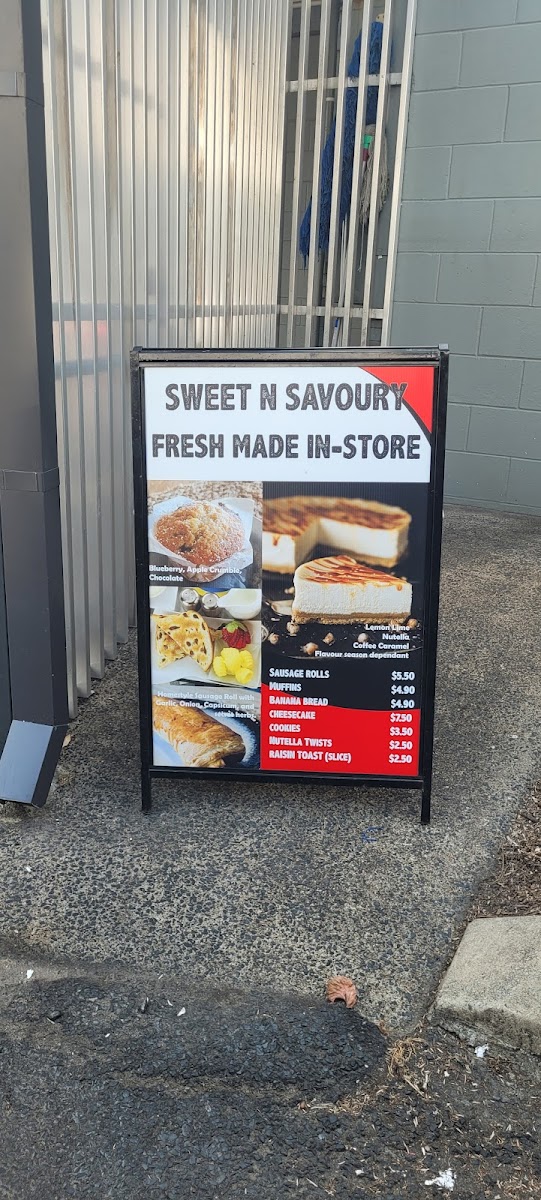 SWEET N SAVOURY
FRESH MADE IN-STORE
Blueberry, Apple Crumble,
Chocolate
Lemon Lime
Nutella
Coffee Caramel
Flavour season dependant
Homestyle Sausage Roll with
Garlic, Onion, Capsicum, and
herbs
SAUSAGE ROLLS $5.50
MUFFINS $4.90
BANANA BREAD $4.90
CHEESECAKE $7.50
COOKIES $3.50
NUTELLA TWISTS $2.50
RAISIN TOAST (SLICE) $2.50